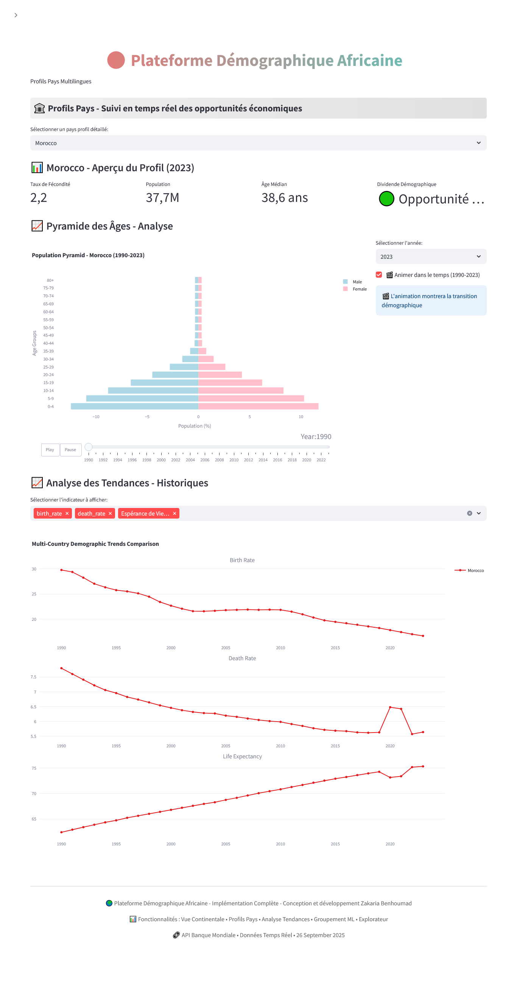 Plateforme Démographique Africaine
Profils Pays Multilingues
Profils Pays - Suivi en temps réel des opportunités économiques
Sélectionner un pays profil détaillé:
Morocco
Morocco - Aperçu du Profil (2023)
Taux de Fécondité
2,2
Population
37,7M
Âge Médian
38,6 ans
Dividende Démographique
Opportunité …
Pyramide des Âges - Analyse
Sélectionner l'année:
2023
Animer dans le temps (1990-2023)
L'animation montrera la transition
démographique
Population Pyramid - Morocco (1990-2023)
Male
Female
Age Groups
80+
75-79
70-74
65-69
60-64
55-59
50-54
45-49
40-44
35-39
30-34
25-29
20-24
15-19
10-14
5-9
0-4
−10 −5 0 5 10
Population (%)
Year:1990
Play
Pause
1990 1992 1994 1996 1998 2000 2002 2004 2006 2008 2010 2012 2014 2016 2018 2020 2022
Analyse des Tendances - Historiques
Sélectionner l'indicateur à afficher:
birth_rate
death_rate
Espérance de Vie…
Multi-Country Demographic Trends Comparison
Birth Rate
Morocco
30
25
20
1990 1995 2000 2005 2010 2015 2020
Death Rate
7.5
7
6.5
6
5.5
1990 1995 2000 2005 2010 2015 2020
Life Expectancy
75
70
65
1990 1995 2000 2005 2010 2015 2020
Plateforme Démographique Africaine - Implémentation Complète - Conception et développement Zakaria Benhoumad
Fonctionnalités : Vue Continentale • Profils Pays • Analyse Tendances • Groupement ML • Explorateur
API Banque Mondiale • Données Temps Réel • 26 September 2025